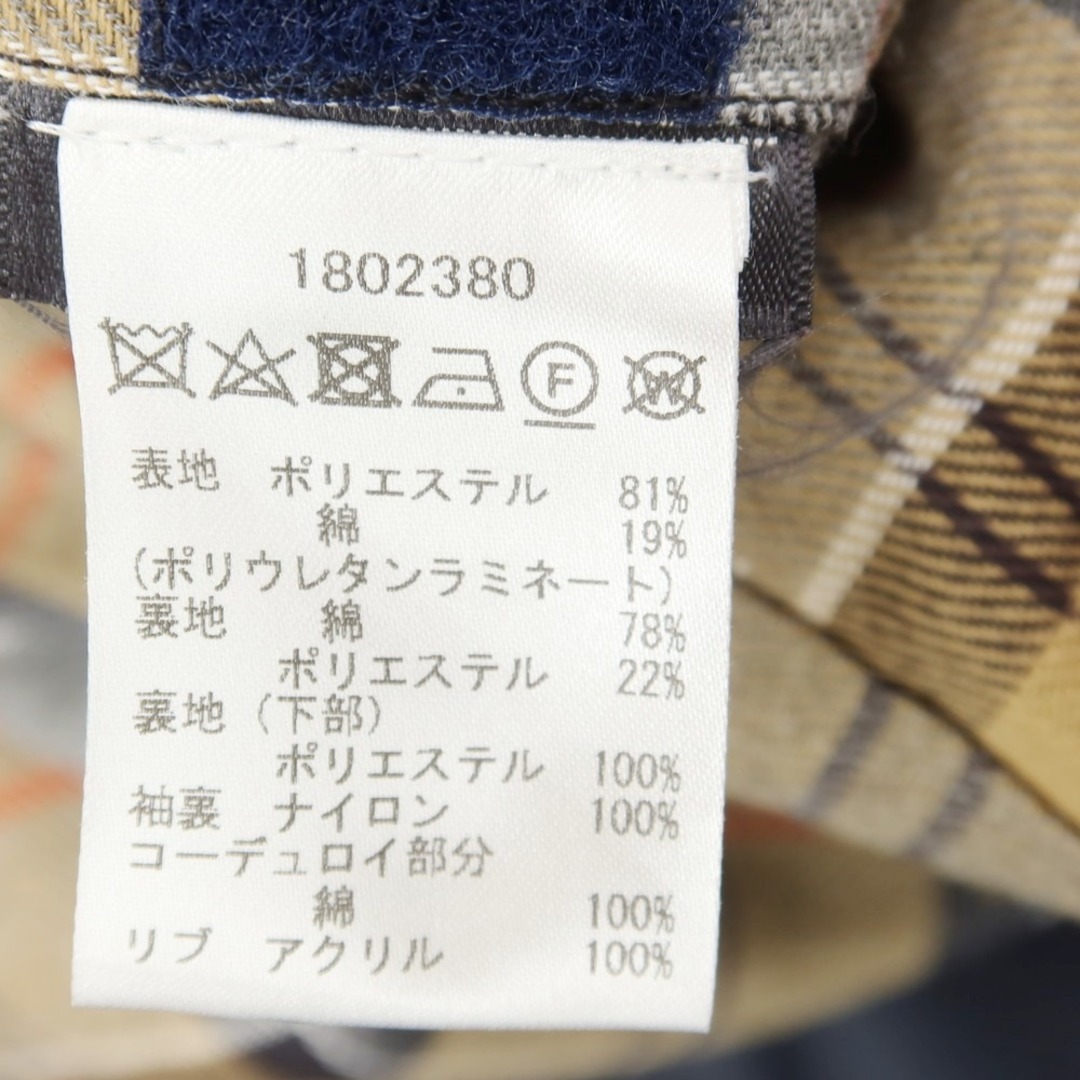 1802380
F W
表地 ポリエステル 81%
綿 19%
(ポリウレタンラミネート)
裏地 綿 78%
ポリエステル 22%
裏地(下部)
ポリエステル 100%
袖裏 ナイロン 100%
コーデュロイ部分
綿 100%
リブ アクリル 100%